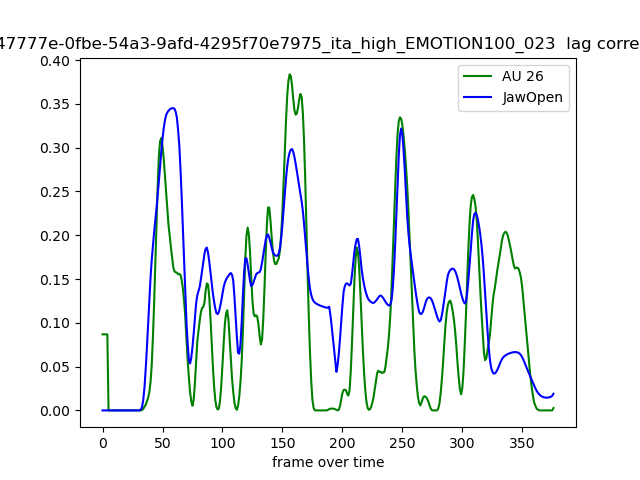 47777e-0fbe-54a3-9afd-4295f70e7975_ita_high_EMOTION100_023 lag corre
AU 26
JawOpen
0.40
0.35
0.30
0.25
0.20
0.15
0.10
0.05
0.00
0 50 100 150 200 250 300 350
frame over time